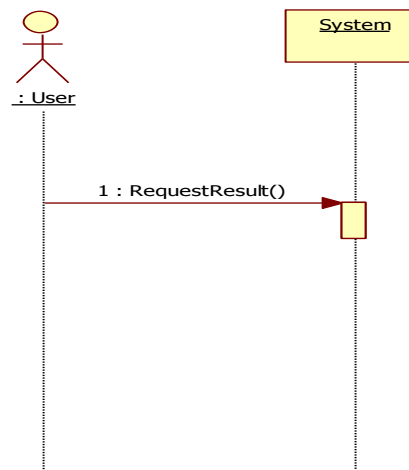 System
: User
1 : RequestResult()